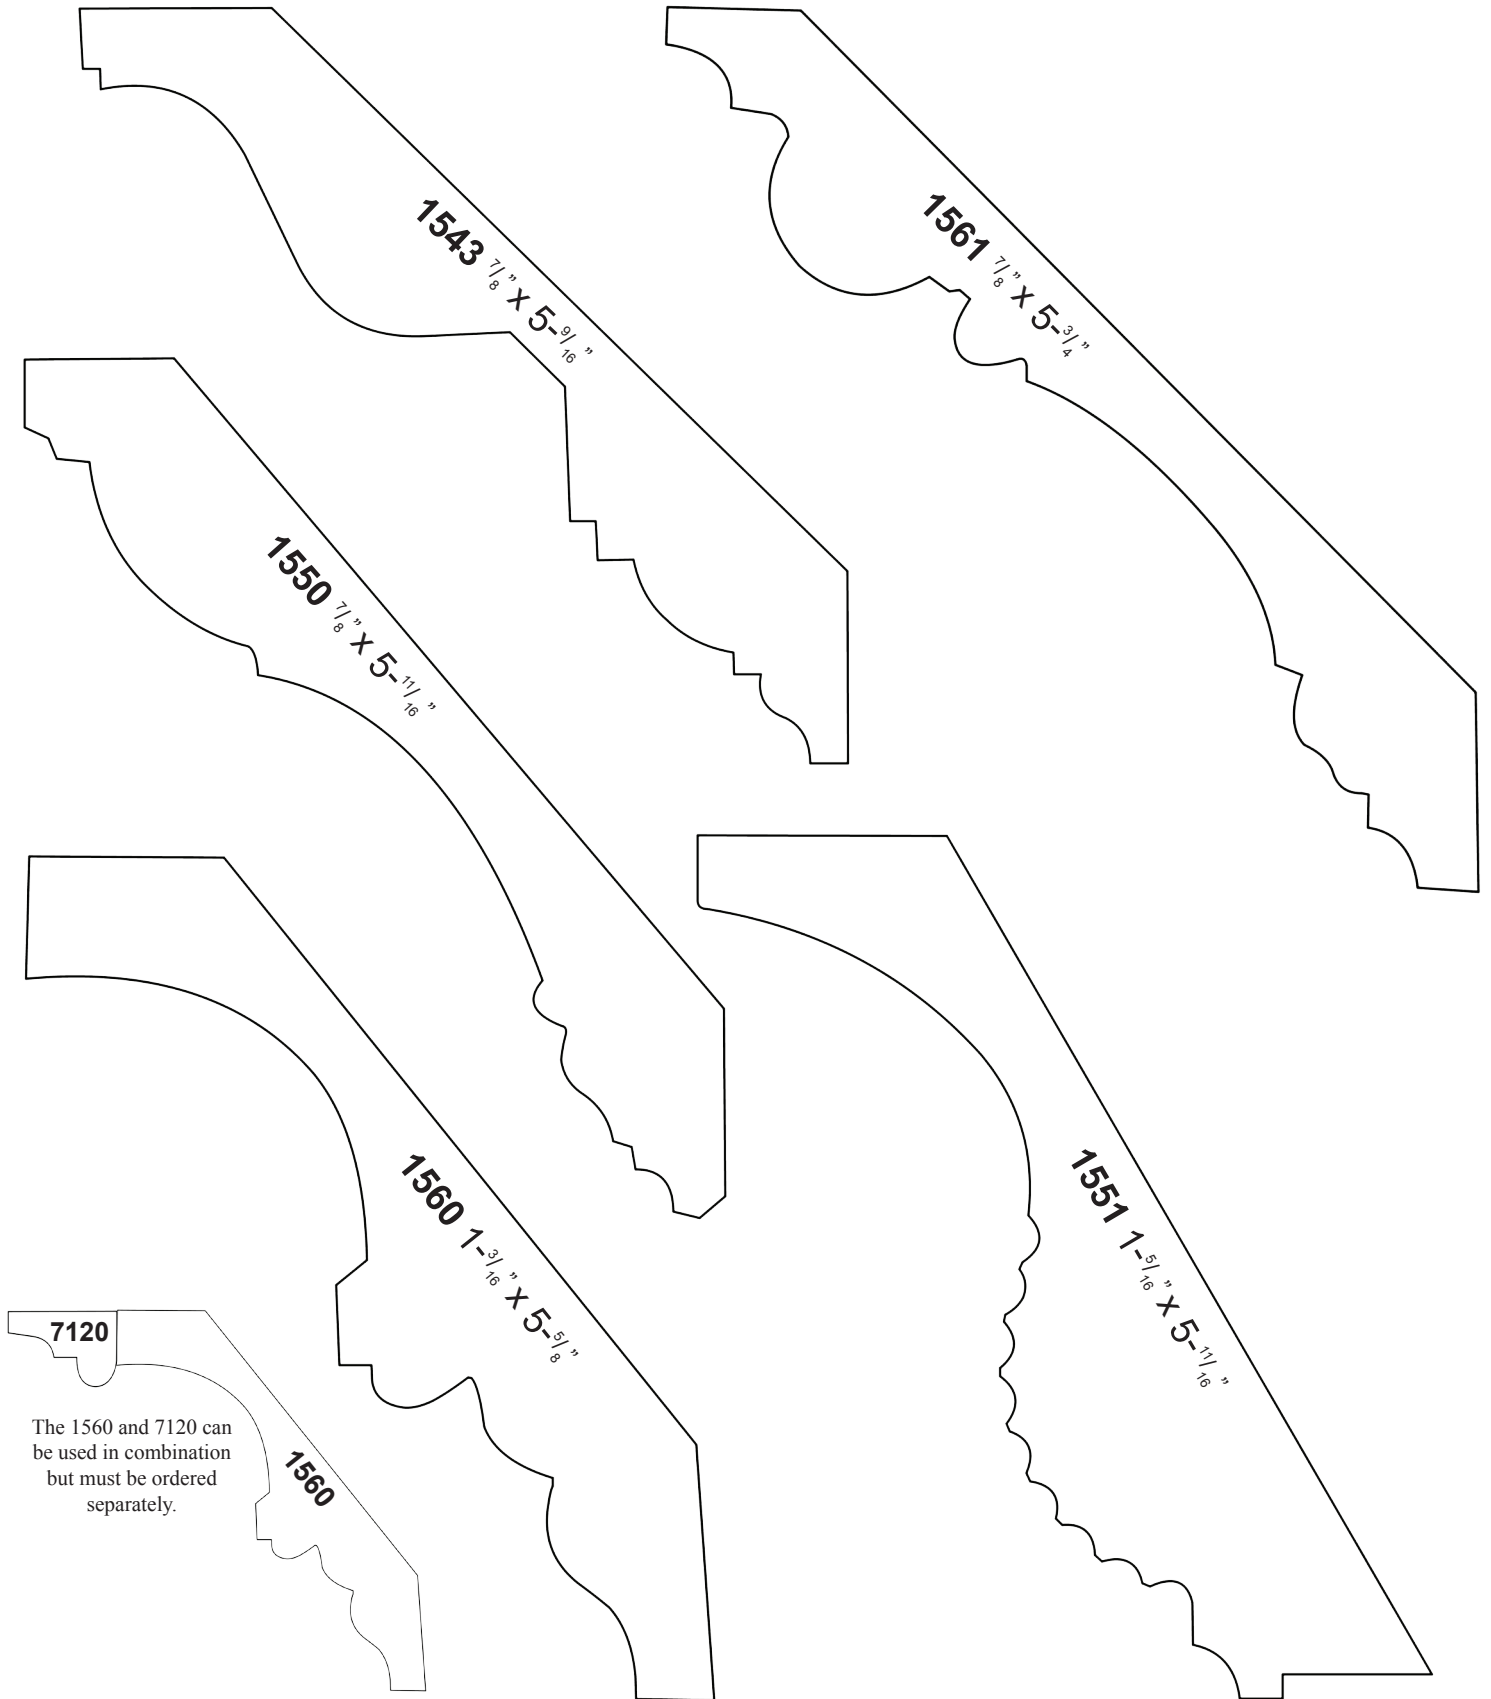 1543 7/8” x 5-9/16”
1561 7/8” x 5-3/4”
1550 7/8” x 5-11/16”
1560 1-3/16” x 5-5/8”
1551 1-5/16” x 5-11/16”
7120
The 1560 and 7120 can
be used in combination
but must be ordered
separately.
1560